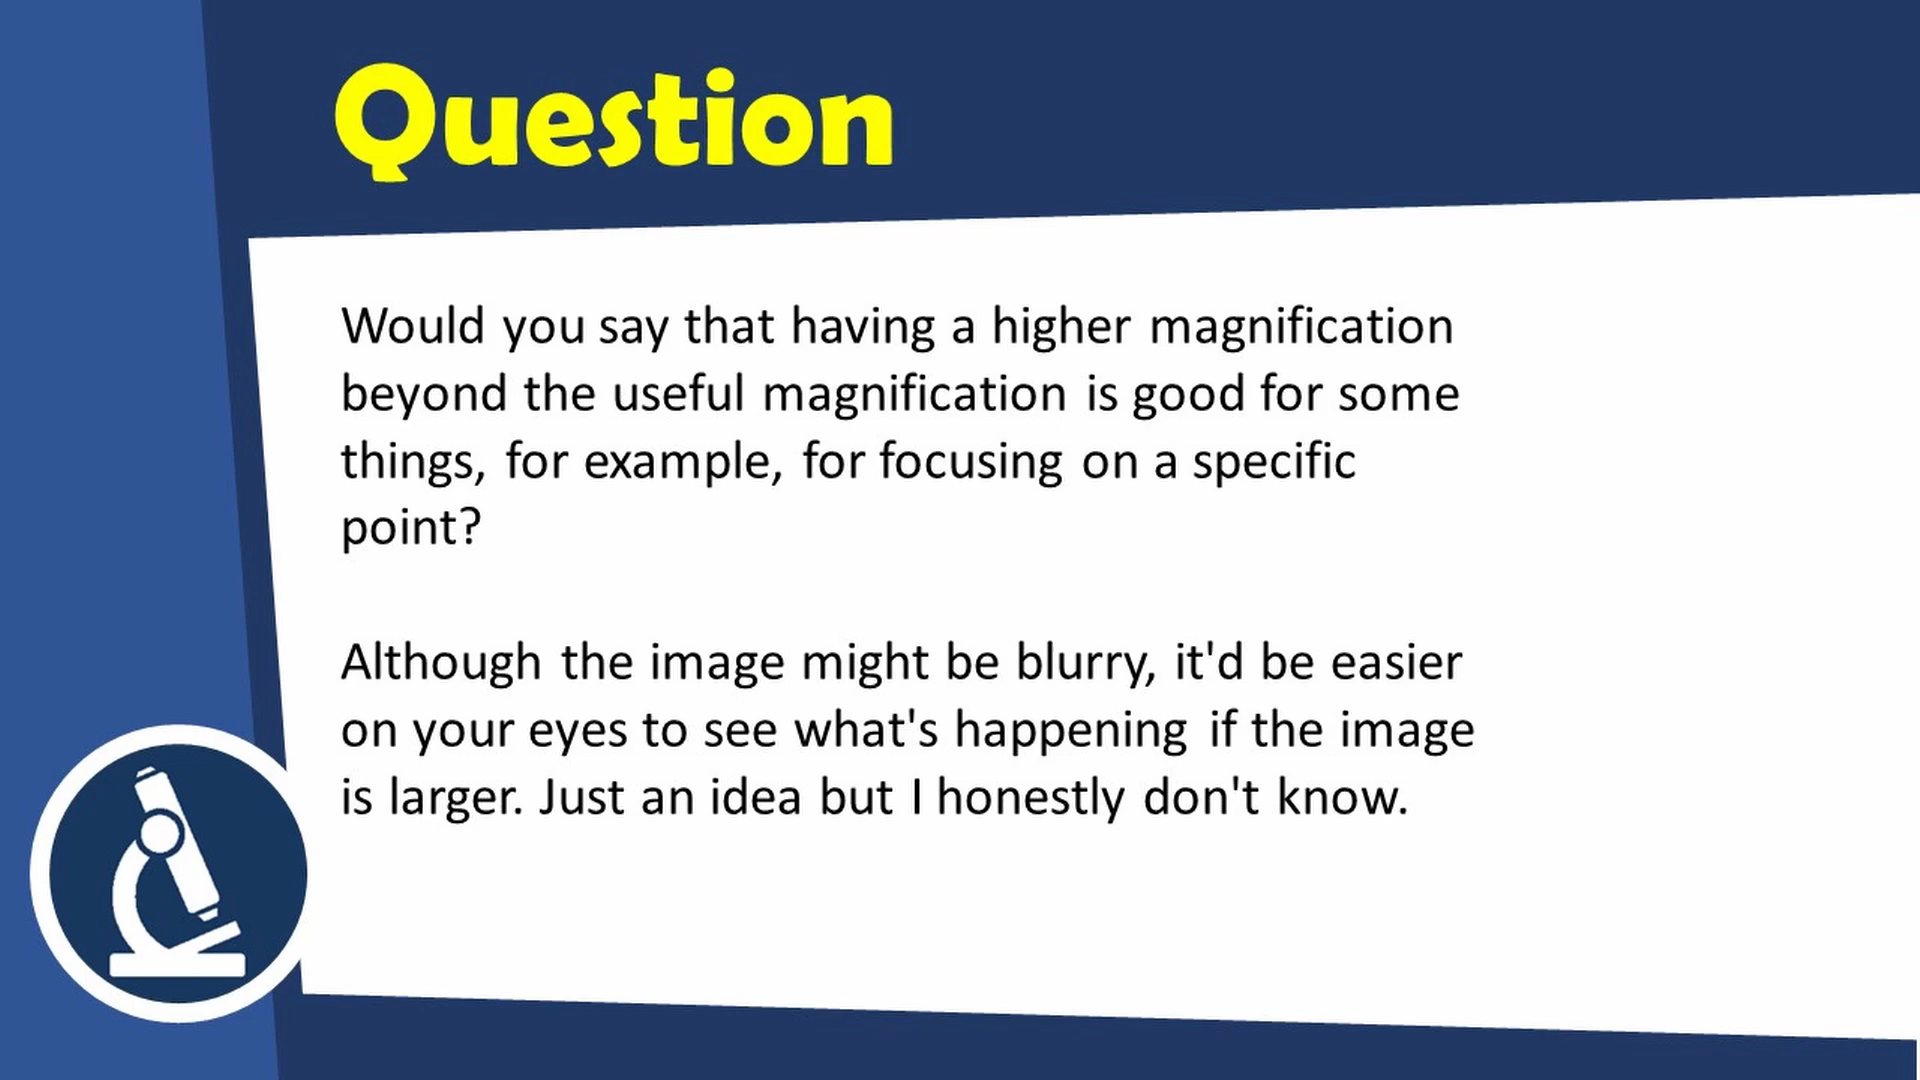 Question
Would you say that having a higher magnification
beyond the useful magnification is good for some
things, for example, for focusing on a specific
point?
Although the image might be blurry, it'd be easier
on your eyes to see what's happening if the image
is larger. Just an idea but I honestly don't know.